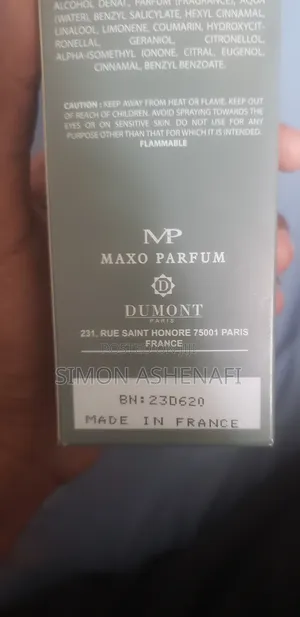 ALCOHOL DENAT., PARFUM (FRAGRANCE), AQUA
(WATER), BENZYL SALICYLATE, HEXYL CINNAMAL,
LINALOOL, LIMONENE, COUMARIN, HYDROXYCIT-
RONELLAL, GERANIOL, CITRONELLOL,
ALPHA-ISOMETHYL IONONE, CITRAL, EUGENOL,
CINNAMAL, BENZYL BENZOATE.
CAUTION: KEEP AWAY FROM HEAT OR FLAME. KEEP OUT
OF REACH OF CHILDREN. AVOID SPRAYING TOWARDS THE
EYES OR ON SENSITIVE SKIN. DO NOT USE FOR ANY
PURPOSE OTHER THAN THAT FOR WHICH IT IS INTENDED.
FLAMMABLE
MP
MAXO PARFUM
D
DUMONT
PARIS
231, RUE SAINT HONORE 75001 PARIS
FRANCE
SIMON ASHENAFI
BN:23D620
MADE IN FRANCE